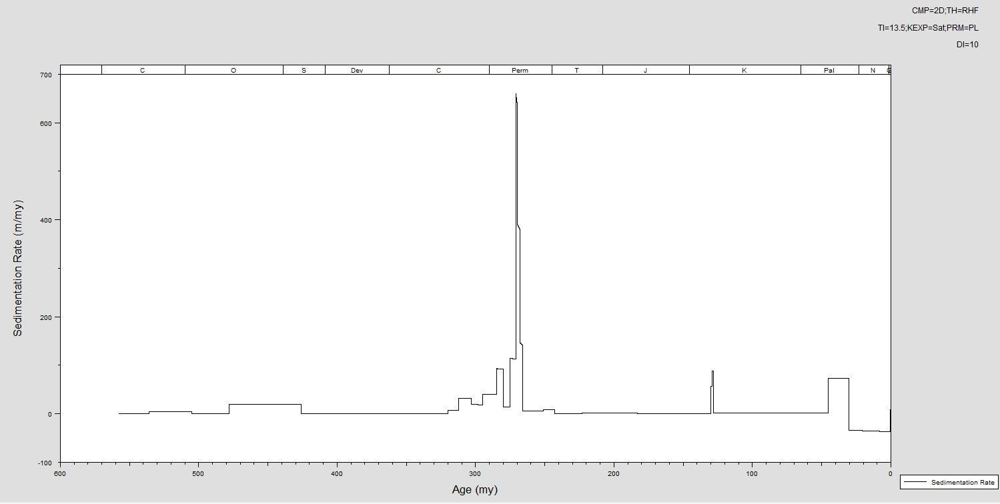 CMP=2D;TH=RHF
TI=13.5;KEXP=Sat;PRM=PL
DI=10
C O S Dev C Perm T J K Pal N
700
600
400
200
0
-100
Sedimentation Rate (m/my)
600 500 400 300 200 100 0
Age (my)
Sedimentation Rate